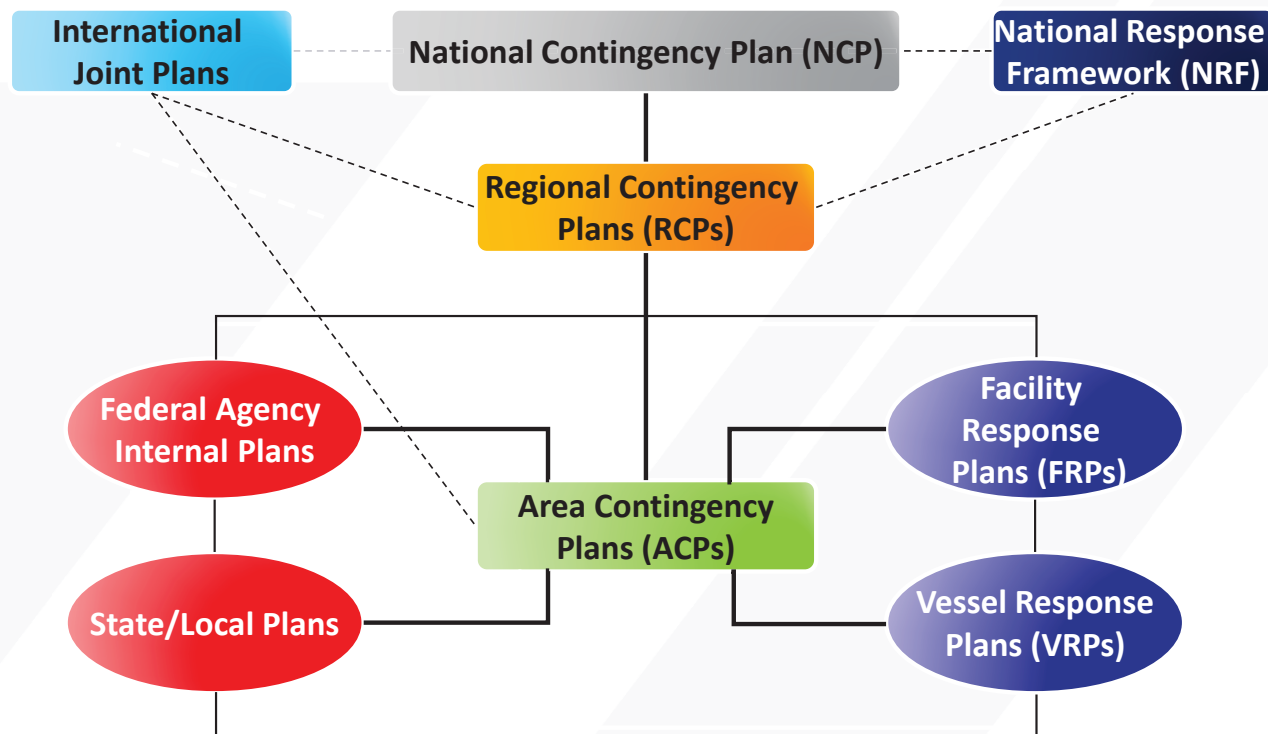 International
Joint Plans
National Contingency Plan (NCP)
National Response
Framework (NRF)
Regional Contingency
Plans (RCPs)
Federal Agency
Internal Plans
Facility
Response
Plans (FRPs)
Area Contingency
Plans (ACPs)
State/Local Plans
Vessel Response
Plans (VRPs)